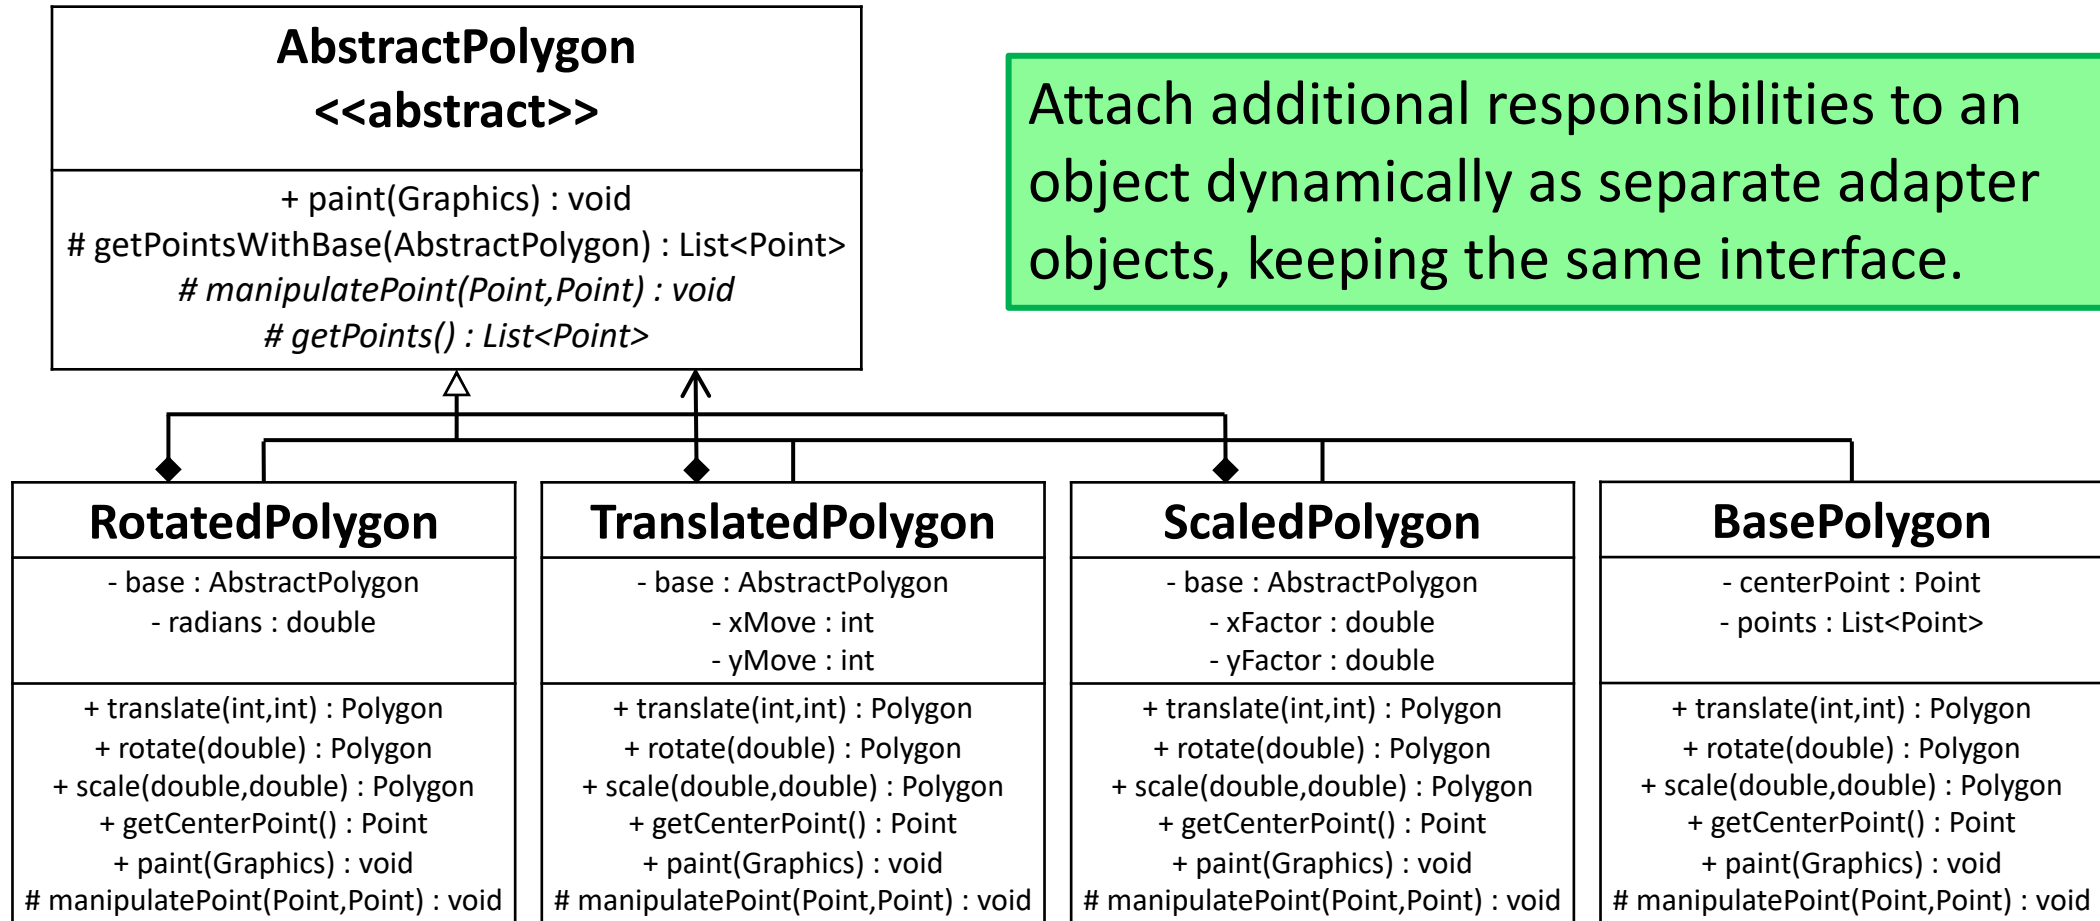 AbstractPolygon
<<abstract>>
+ paint(Graphics) : void
# getPointsWithBase(AbstractPolygon) : List<Point>
# manipulatePoint(Point,Point) : void
# getPoints() : List<Point>
Attach additional responsibilities to an
object dynamically as separate adapter
objects, keeping the same interface.
RotatedPolygon
- base : AbstractPolygon
- radians : double
+ translate(int,int) : Polygon
+ rotate(double) : Polygon
+ scale(double,double) : Polygon
+ getCenterPoint() : Point
+ paint(Graphics) : void
# manipulatePoint(Point,Point) : void
TranslatedPolygon
- base : AbstractPolygon
- xMove : int
- yMove : int
+ translate(int,int) : Polygon
+ rotate(double) : Polygon
+ scale(double,double) : Polygon
+ getCenterPoint() : Point
+ paint(Graphics) : void
# manipulatePoint(Point,Point) : void
ScaledPolygon
- base : AbstractPolygon
- xFactor : double
- yFactor : double
+ translate(int,int) : Polygon
+ rotate(double) : Polygon
+ scale(double,double) : Polygon
+ getCenterPoint() : Point
+ paint(Graphics) : void
# manipulatePoint(Point,Point) : void
BasePolygon
- centerPoint : Point
- points : List<Point>
+ translate(int,int) : Polygon
+ rotate(double) : Polygon
+ scale(double,double) : Polygon
+ getCenterPoint() : Point
+ paint(Graphics) : void
# manipulatePoint(Point,Point) : void